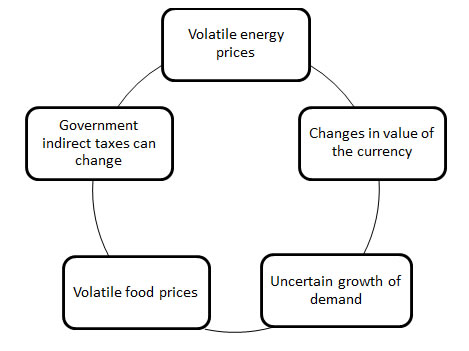 Volatile energy
prices
Changes in value of
the currency
Uncertain growth of
demand
Volatile food prices
Government
indirect taxes can
change